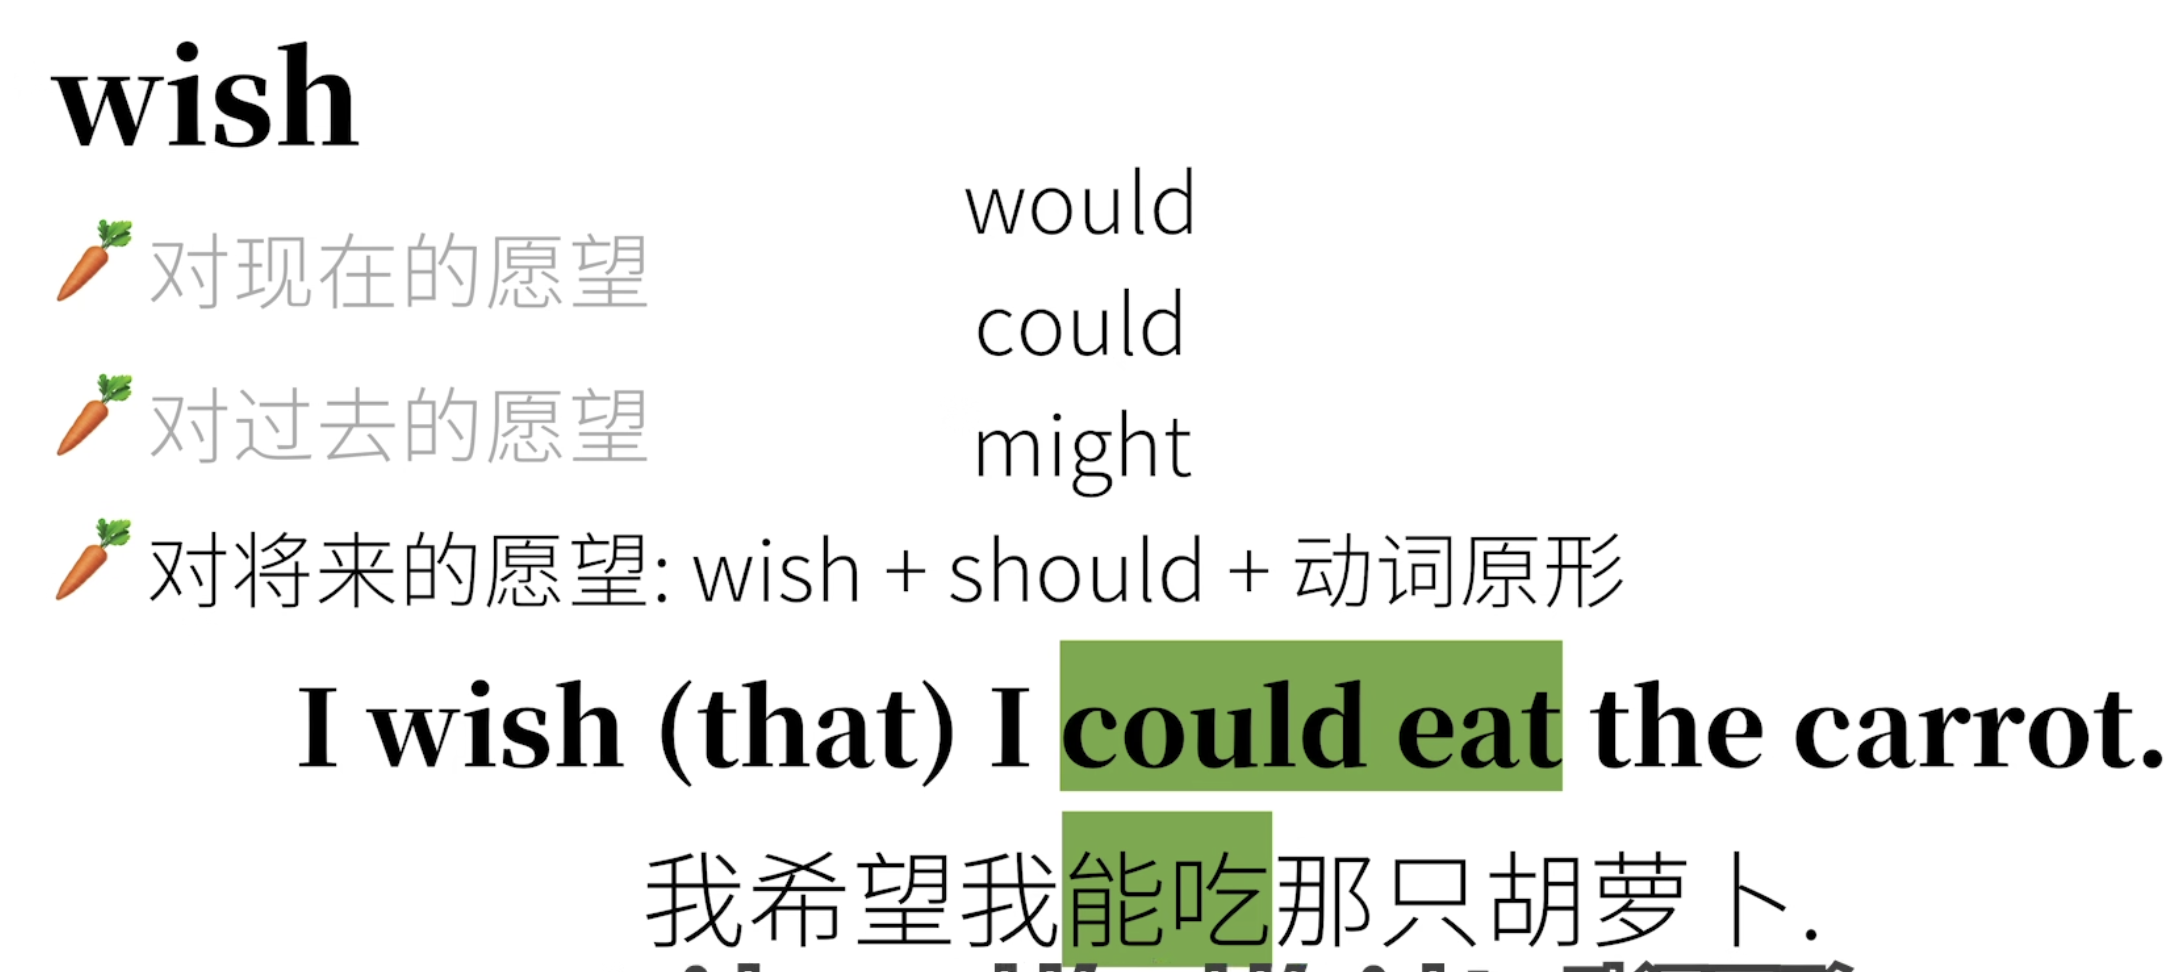 wish
would
对现在的愿望
could
对过去的愿望
might
对将来的愿望: wish + should + 动词原形
I wish (that) I could eat the carrot.
我希望我能吃那只胡萝卜.